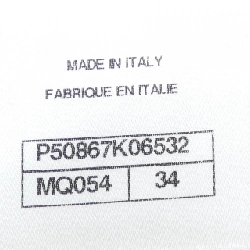 MADE IN ITALY
FABRIQUE EN ITALIE
P50867K06532
MQ054 34